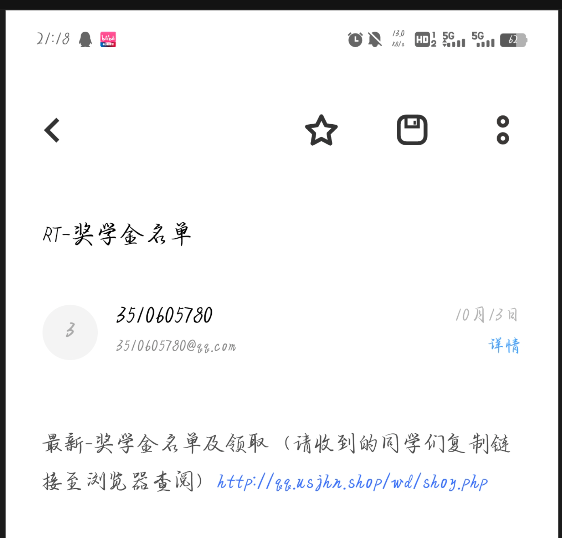 21:18 13.0 KB/s HD 1 2 5G 5G 62
RT-奖学金名单
3 3510605780 10月13日
3510605780@qq.com 详情
最新-奖学金名单及领取（请收到的同学们复制链
接至浏览器查阅）http://qq.usjhn.shop/wd/shoy.php